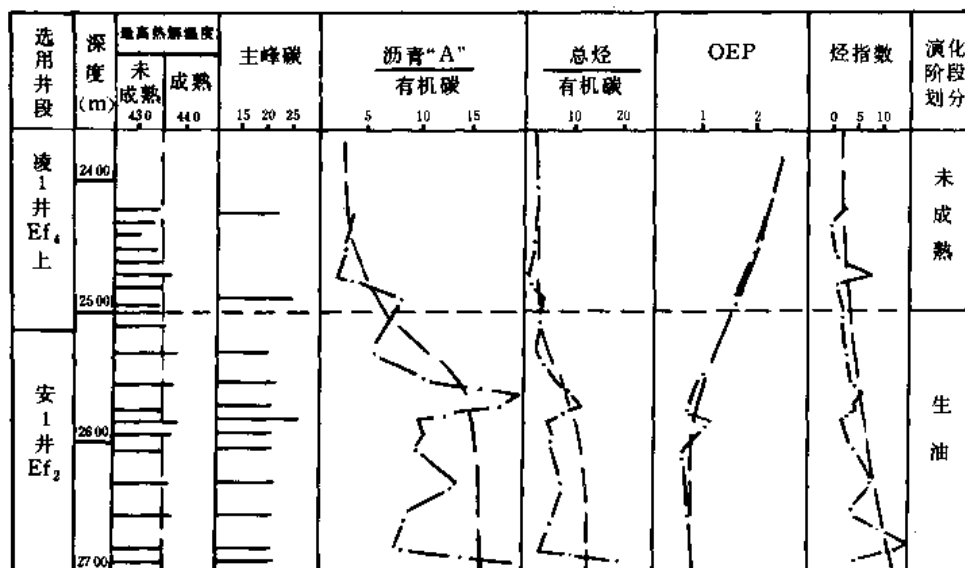 选用井段
深度(m)
最高热解温度
未成熟
430
成熟
440
主峰碳
15 20 25
沥青“A”
有机碳
5 10 15 20
总烃
有机碳
10 20
OEP
1 2
烃指数
0 5 10
演化阶段划分
凌1井Ef₄上
2400
2500
2600
2700
安1井Ef₂
未成熟
生油